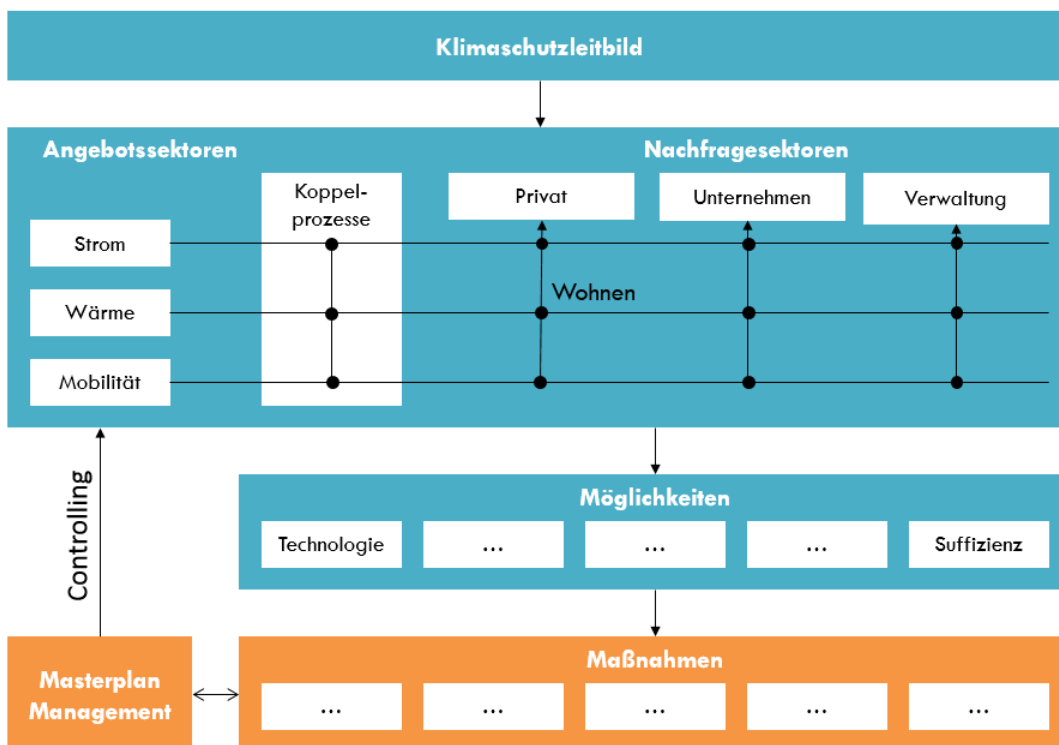 Klimaschutzleitbild
Angebotssektoren
Nachfragesektoren
Koppel-
prozesse
Privat
Unternehmen
Verwaltung
Strom
Wohnen
Wärme
Mobilität
Controlling
Möglichkeiten
Technologie
...
...
...
Suffizienz
Masterplan
Management
Maßnahmen
...
...
...
...
...